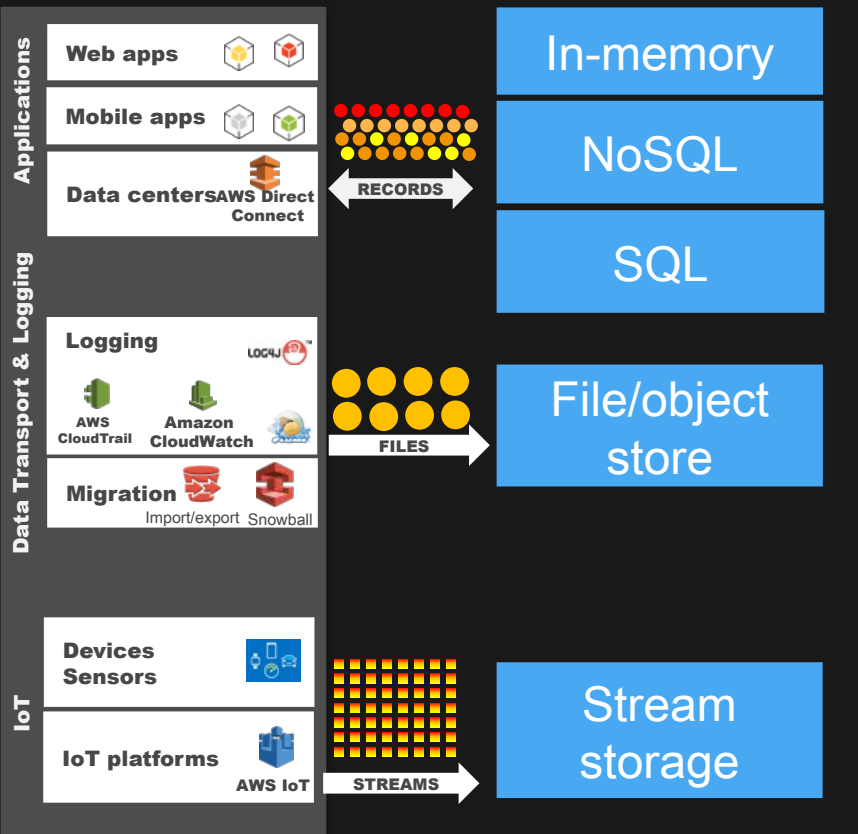 Applications
Web apps
Mobile apps
Data centers
AWS Direct
Connect
RECORDS
In-memory
NoSQL
SQL
Data Transport & Logging
Logging
LOG4J™
AWS
CloudTrail
Amazon
CloudWatch
Migration
Import/export
Snowball
FILES
File/object
store
IoT
Devices
Sensors
IoT platforms
AWS IoT
STREAMS
Stream
storage